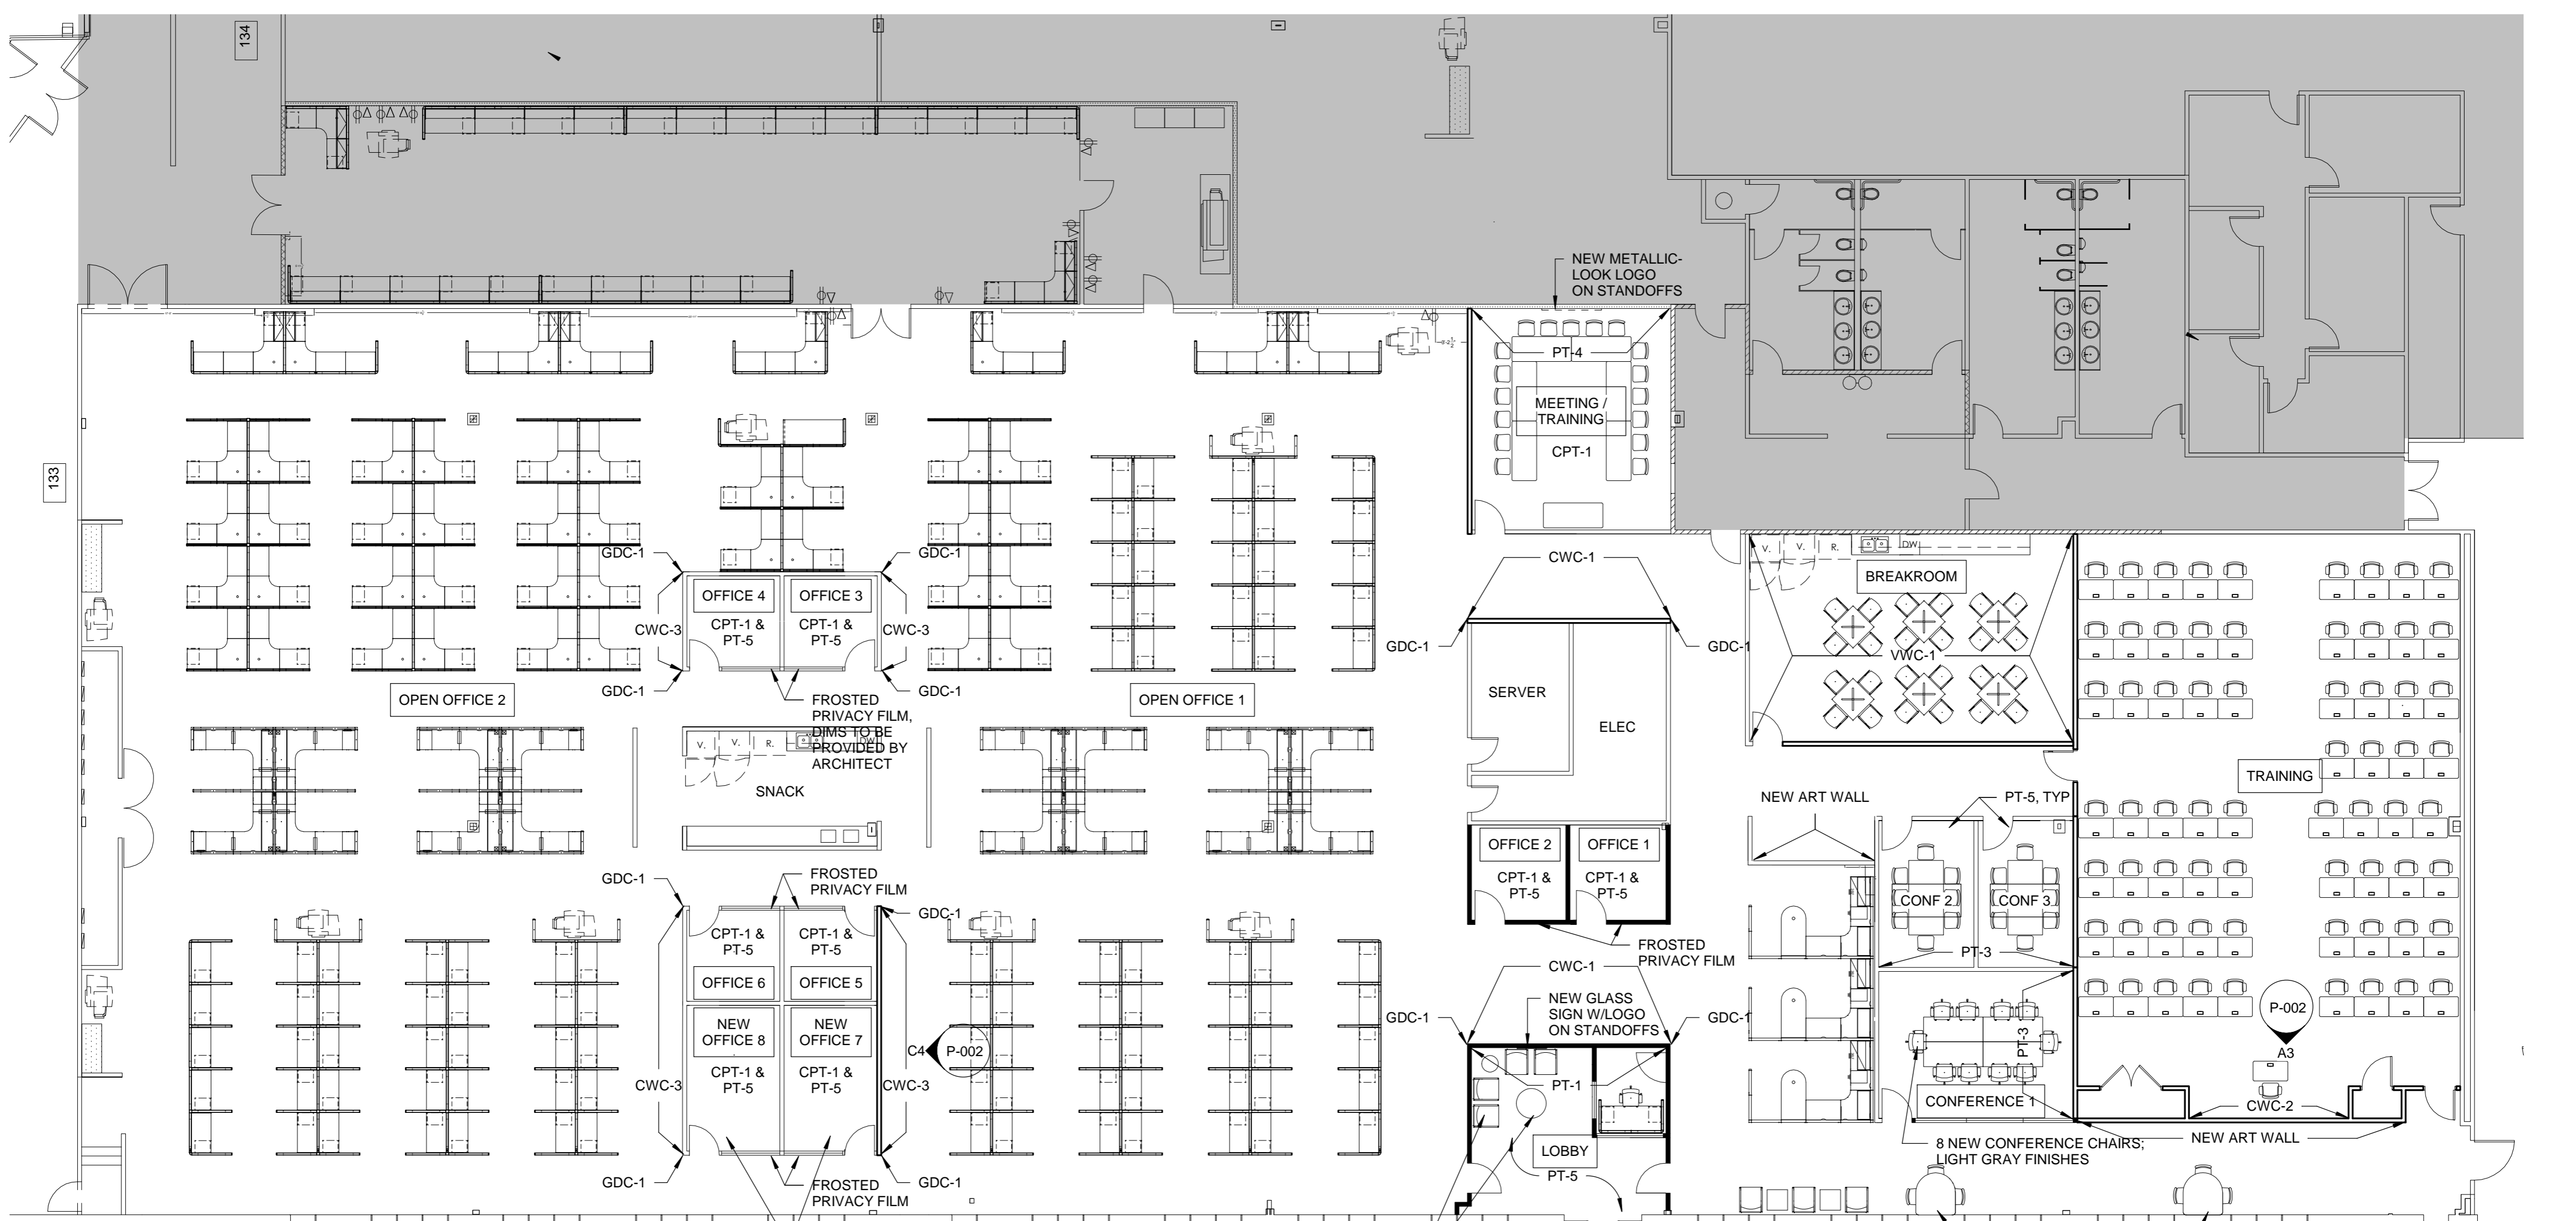 134
133
NEW METALLIC-
LOOK LOGO
ON STANDOFFS
PT-4
MEETING /
TRAINING
CPT-1
GDC-1
GDC-1
OFFICE 4
OFFICE 3
CPT-1 &
PT-5
CPT-1 &
PT-5
CWC-3
CWC-3
GDC-1
GDC-1
FROSTED
PRIVACY FILM,
DIMS TO BE
PROVIDED BY
ARCHITECT
OPEN OFFICE 2
OPEN OFFICE 1
V.
V.
R.
DW
SNACK
CWC-1
GDC-1
GDC-1
SERVER
ELEC
V.
V.
R.
DW
BREAKROOM
VWC-1
TRAINING
NEW ART WALL
PT-5, TYP
OFFICE 2
OFFICE 1
CPT-1 &
PT-5
CPT-1 &
PT-5
FROSTED
PRIVACY FILM
CONF 2
CONF 3
PT-3
GDC-1
FROSTED
PRIVACY FILM
GDC-1
CPT-1 &
PT-5
CPT-1 &
PT-5
OFFICE 6
OFFICE 5
NEW
OFFICE 8
NEW
OFFICE 7
CPT-1 &
PT-5
CPT-1 &
PT-5
CWC-3
CWC-3
C4
P-002
GDC-1
GDC-1
FROSTED
PRIVACY FILM
CWC-1
NEW GLASS
SIGN W/LOGO
ON STANDOFFS
GDC-1
GDC-1
PT-1
LOBBY
PT-5
PT-3
CONFERENCE 1
8 NEW CONFERENCE CHAIRS;
LIGHT GRAY FINISHES
P-002
A3
CWC-2
NEW ART WALL